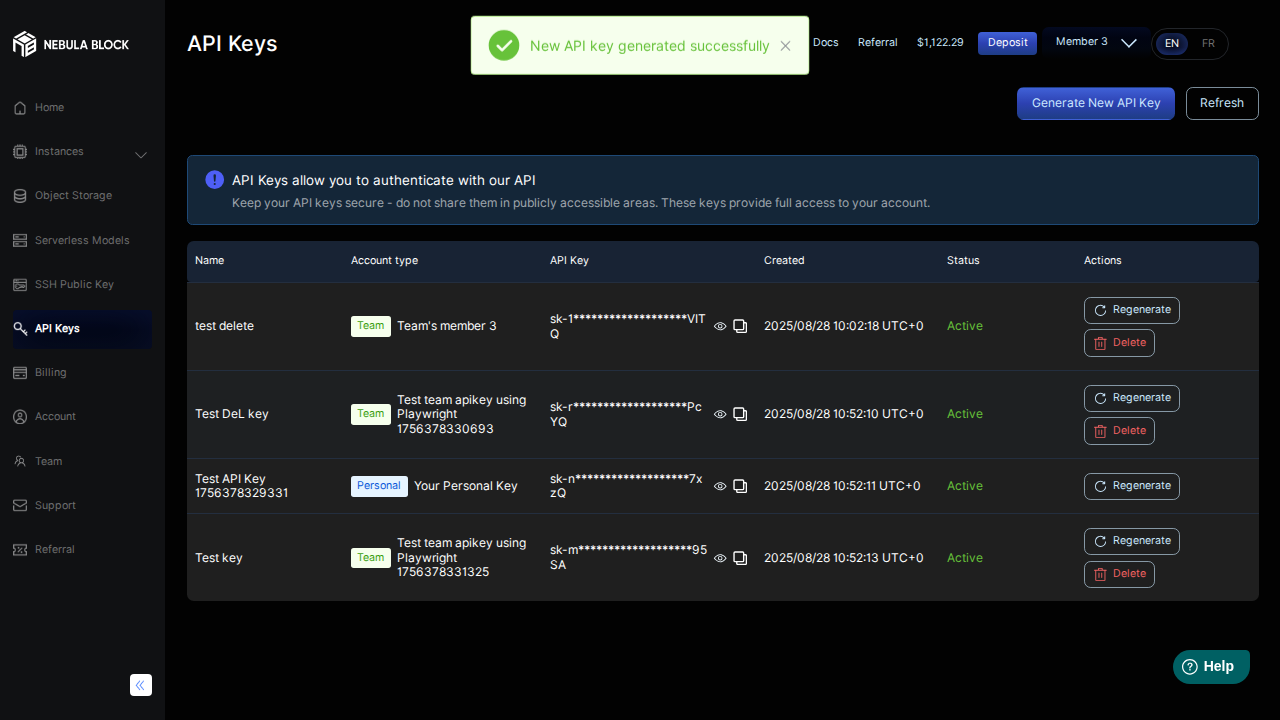 NEBULA BLOCK
Home
Instances
Object Storage
Serverless Models
SSH Public Key
API Keys
Billing
Account
Team
Support
Referral
API Keys
New API key generated successfully
Docs
Referral
$1,122.29
Deposit
Member 3
EN
FR
Generate New API Key
Refresh
API Keys allow you to authenticate with our API
Keep your API keys secure - do not share them in publicly accessible areas. These keys provide full access to your account.
Name Account type API Key Created Status Actions
test delete
Team Team's member 3
sk-1*******************VIT
Q
2025/08/28 10:02:18 UTC+0
Active
Regenerate
Delete
Test DeL key
Team
Test team apikey using
Playwright
1756378330693
sk-r*******************Pc
YQ
2025/08/28 10:52:10 UTC+0
Active
Regenerate
Delete
Test API Key
1756378329331
Personal Your Personal Key
sk-n*******************7x
zQ
2025/08/28 10:52:11 UTC+0
Active
Regenerate
Test key
Team
Test team apikey using
Playwright
1756378331325
sk-m*******************95
SA
2025/08/28 10:52:13 UTC+0
Active
Regenerate
Delete
Help